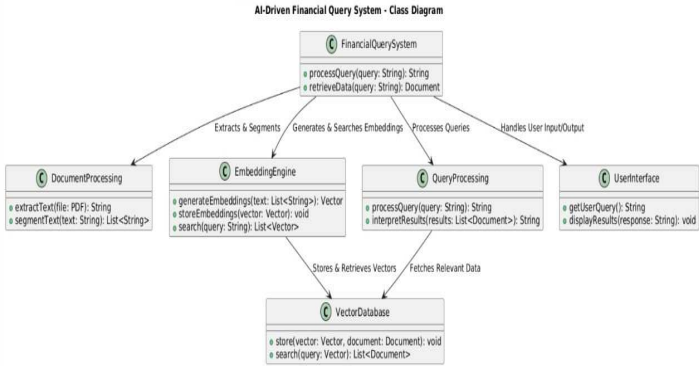 AI-Driven Financial Query System - Class Diagram
C FinancialQuerySystem
processQuery(query: String): String
retrieveData(query: String): Document
Extracts & Segments
Generates & Searches Embeddings
Processes Queries
Handles User Input/Output
C DocumentProcessing
extractText(file: PDF): String
segmentText(text: String): List<String>
C EmbeddingEngine
generateEmbeddings(text: List<String>): Vector
storeEmbeddings(vector: Vector): void
search(query: String): List<Vector>
C QueryProcessing
processQuery(query: String): String
interpretResults(results: List<Document>): String
C UserInterface
getUserQuery(): String
displayResults(response: String): void
Stores & Retrieves Vectors
Fetches Relevant Data
C VectorDatabase
store(vector: Vector, document: Document): void
search(query: Vector): List<Document>